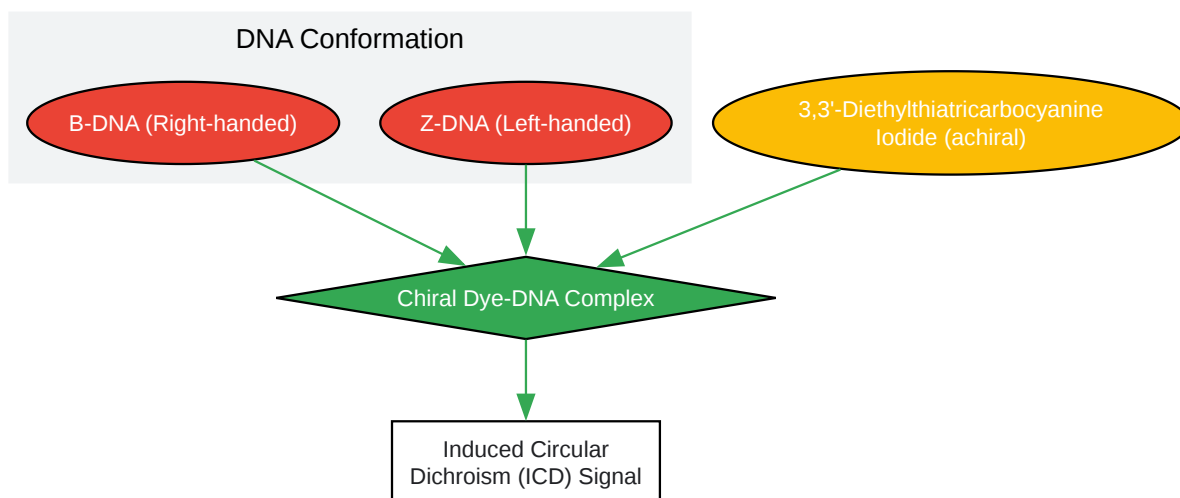 DNA Conformation
B-DNA (Right-handed)
Z-DNA (Left-handed)
3,3'-Diethylthiatricarbocyanine
Iodide (achiral)
Chiral Dye-DNA Complex
Induced Circular
Dichroism (ICD) Signal